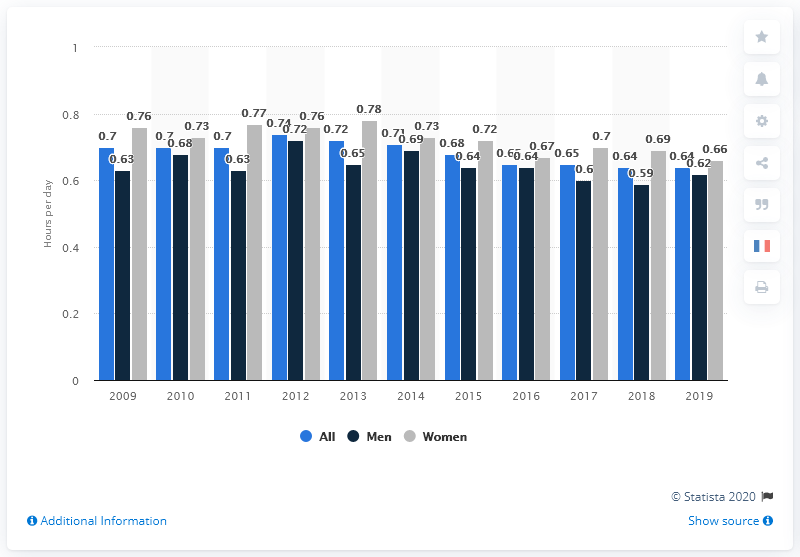 1
0.8
0.6
0.4
0.2
0
Hours per day
0.7 0.63 0.76
0.7 0.68 0.73
0.7 0.63 0.77
0.74 0.72 0.76
0.72 0.65 0.78
0.71 0.69 0.73
0.68 0.64 0.72
0.65 0.64 0.67
0.65 0.6 0.7
0.64 0.59 0.69
0.64 0.62 0.66
2009 2010 2011 2012 2013 2014 2015 2016 2017 2018 2019
All Men Women
© Statista 2020
Additional Information
Show source